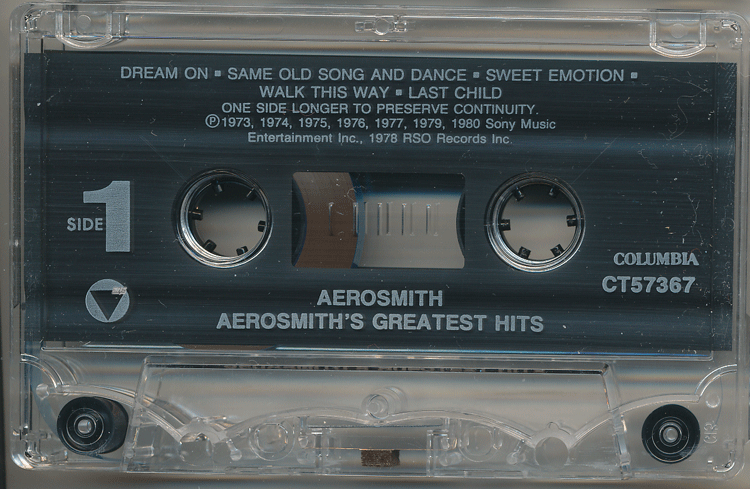 DREAM ON ▪ SAME OLD SONG AND DANCE ▪ SWEET EMOTION ▪
WALK THIS WAY ▪ LAST CHILD
ONE SIDE LONGER TO PRESERVE CONTINUITY.
Ⓟ1973, 1974, 1975, 1976, 1977, 1979, 1980 Sony Music
Entertainment Inc., 1978 RSO Records Inc.
SIDE 1
COLUMBIA
CT57367
AEROSMITH
AEROSMITH'S GREATEST HITS